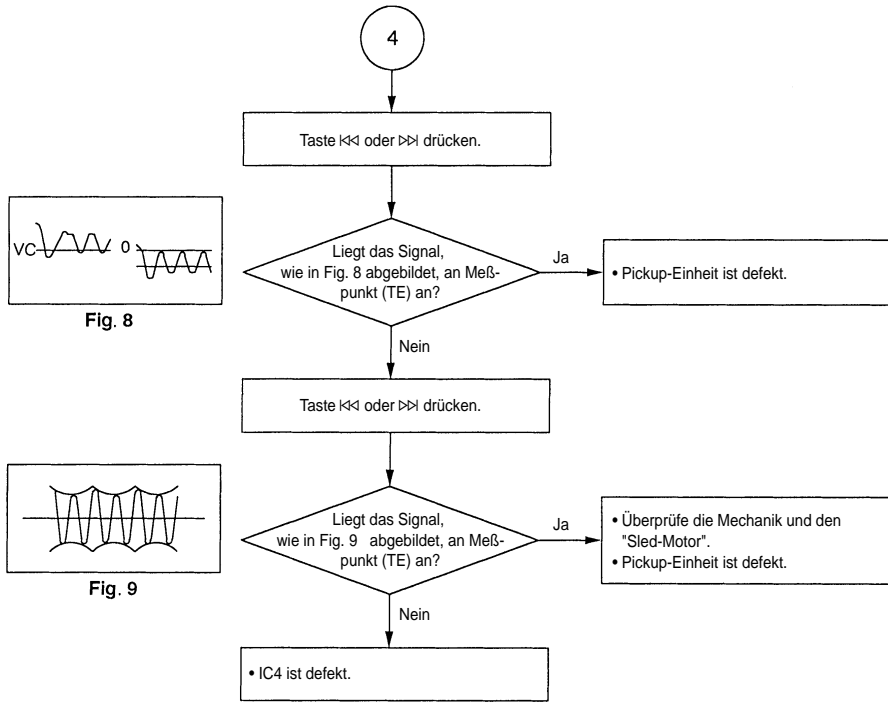 4
Taste |◁◁ oder ▷▷| drücken.
VC
0
Fig. 8
Liegt das Signal,
wie in Fig. 8 abgebildet, an Meß-
punkt (TE) an?
Ja
• Pickup-Einheit ist defekt.
Nein
Taste |◁◁ oder ▷▷| drücken.
Fig. 9
Liegt das Signal,
wie in Fig. 9 abgebildet, an Meß-
punkt (TE) an?
Ja
• Überprüfe die Mechanik und den
"Sled-Motor".
• Pickup-Einheit ist defekt.
Nein
• IC4 ist defekt.